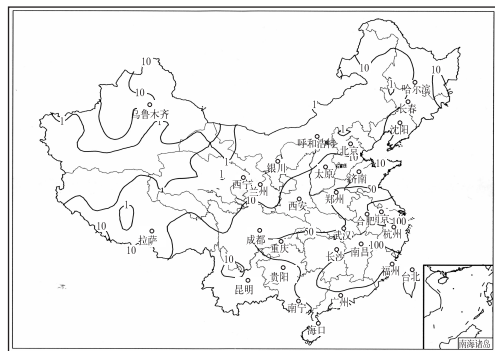 10
10
乌鲁木齐
1
1
1
10
10
哈尔滨
长春
沈阳
1
呼和浩特
1
北京
10
银川
太原
济南
10
50
西宁
兰州
1
10
西安
郑州
合肥
南京
100
杭州
1
10
10
拉萨
成都
50
重庆
武汉
长沙
南昌
100
10
昆明
贵阳
福州
台北
南宁
广州
海口
南海诸岛